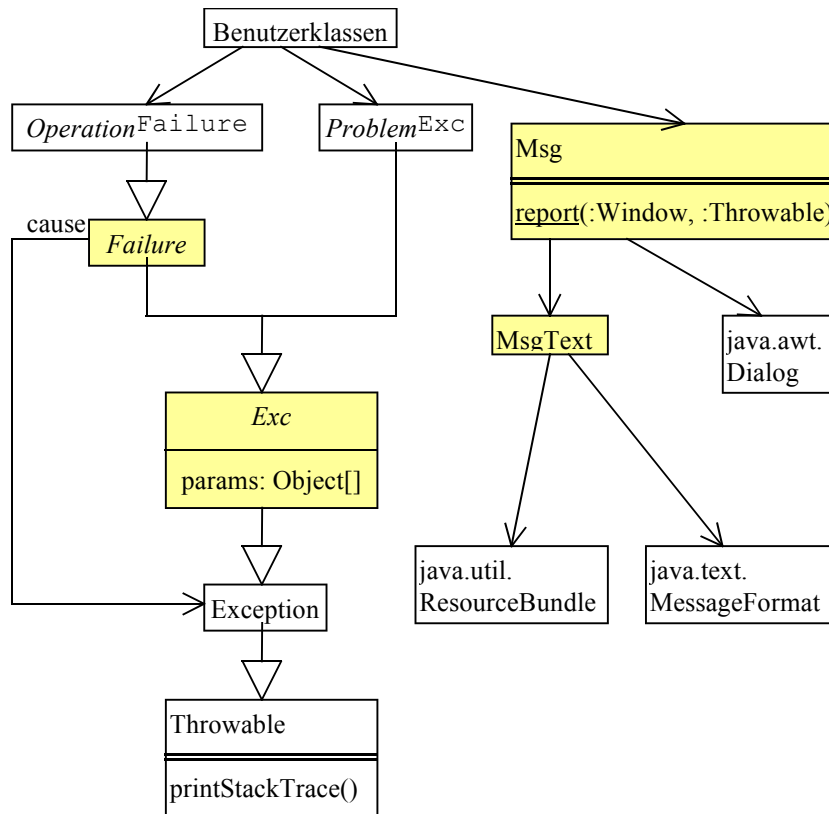 Benutzerklassen
OperationFailure
ProblemExc
Msg
report(:Window, :Throwable)
cause
Failure
MsgText
java.awt.
Dialog
Exc
params: Object[]
java.util.
ResourceBundle
java.text.
MessageFormat
Exception
Throwable
printStackTrace()